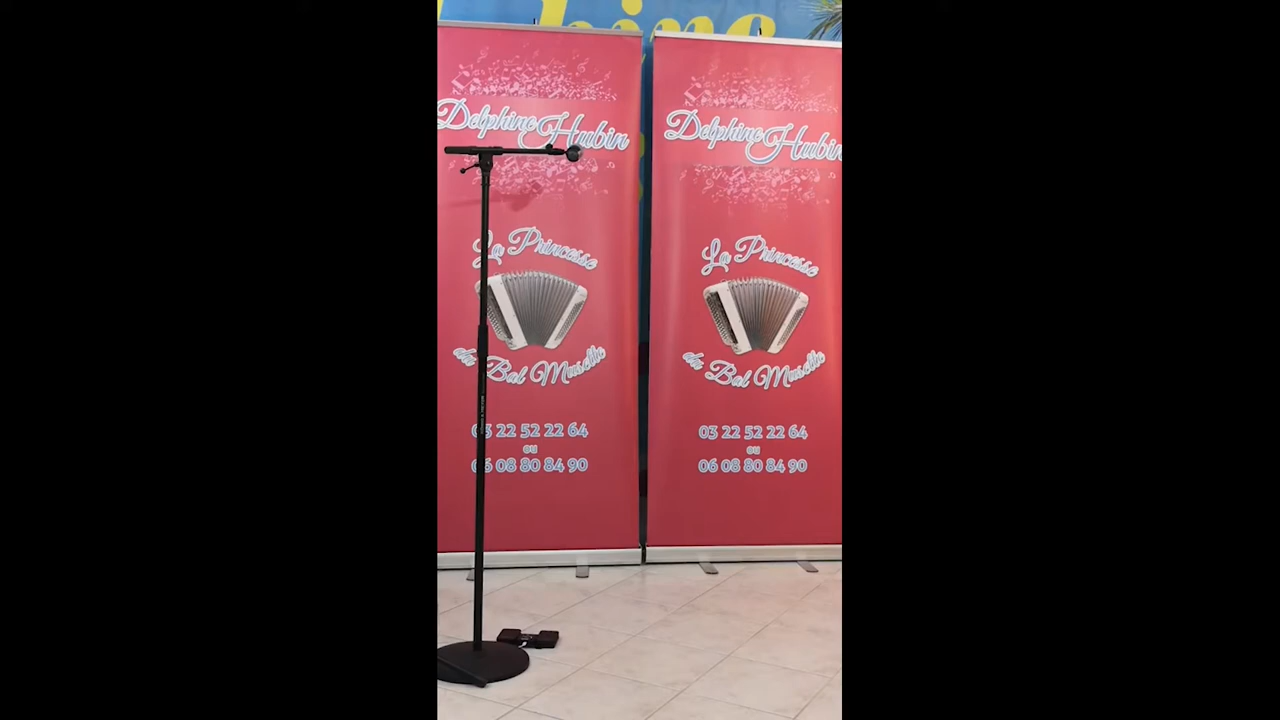 hine
Delphine Hubin
La Princesse
du Bal Musette
03 22 52 22 64
ou
06 08 80 84 90
Delphine Hubin
La Princesse
du Bal Musette
03 22 52 22 64
ou
06 08 80 84 90